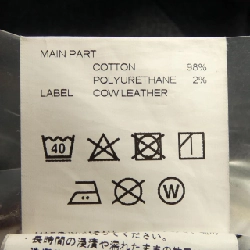 MAIN PART
COTTON 98%
POLYURETHANE 2%
LABEL COW LEATHER
40
W
・長時間の浸漬や濡れたままの放置